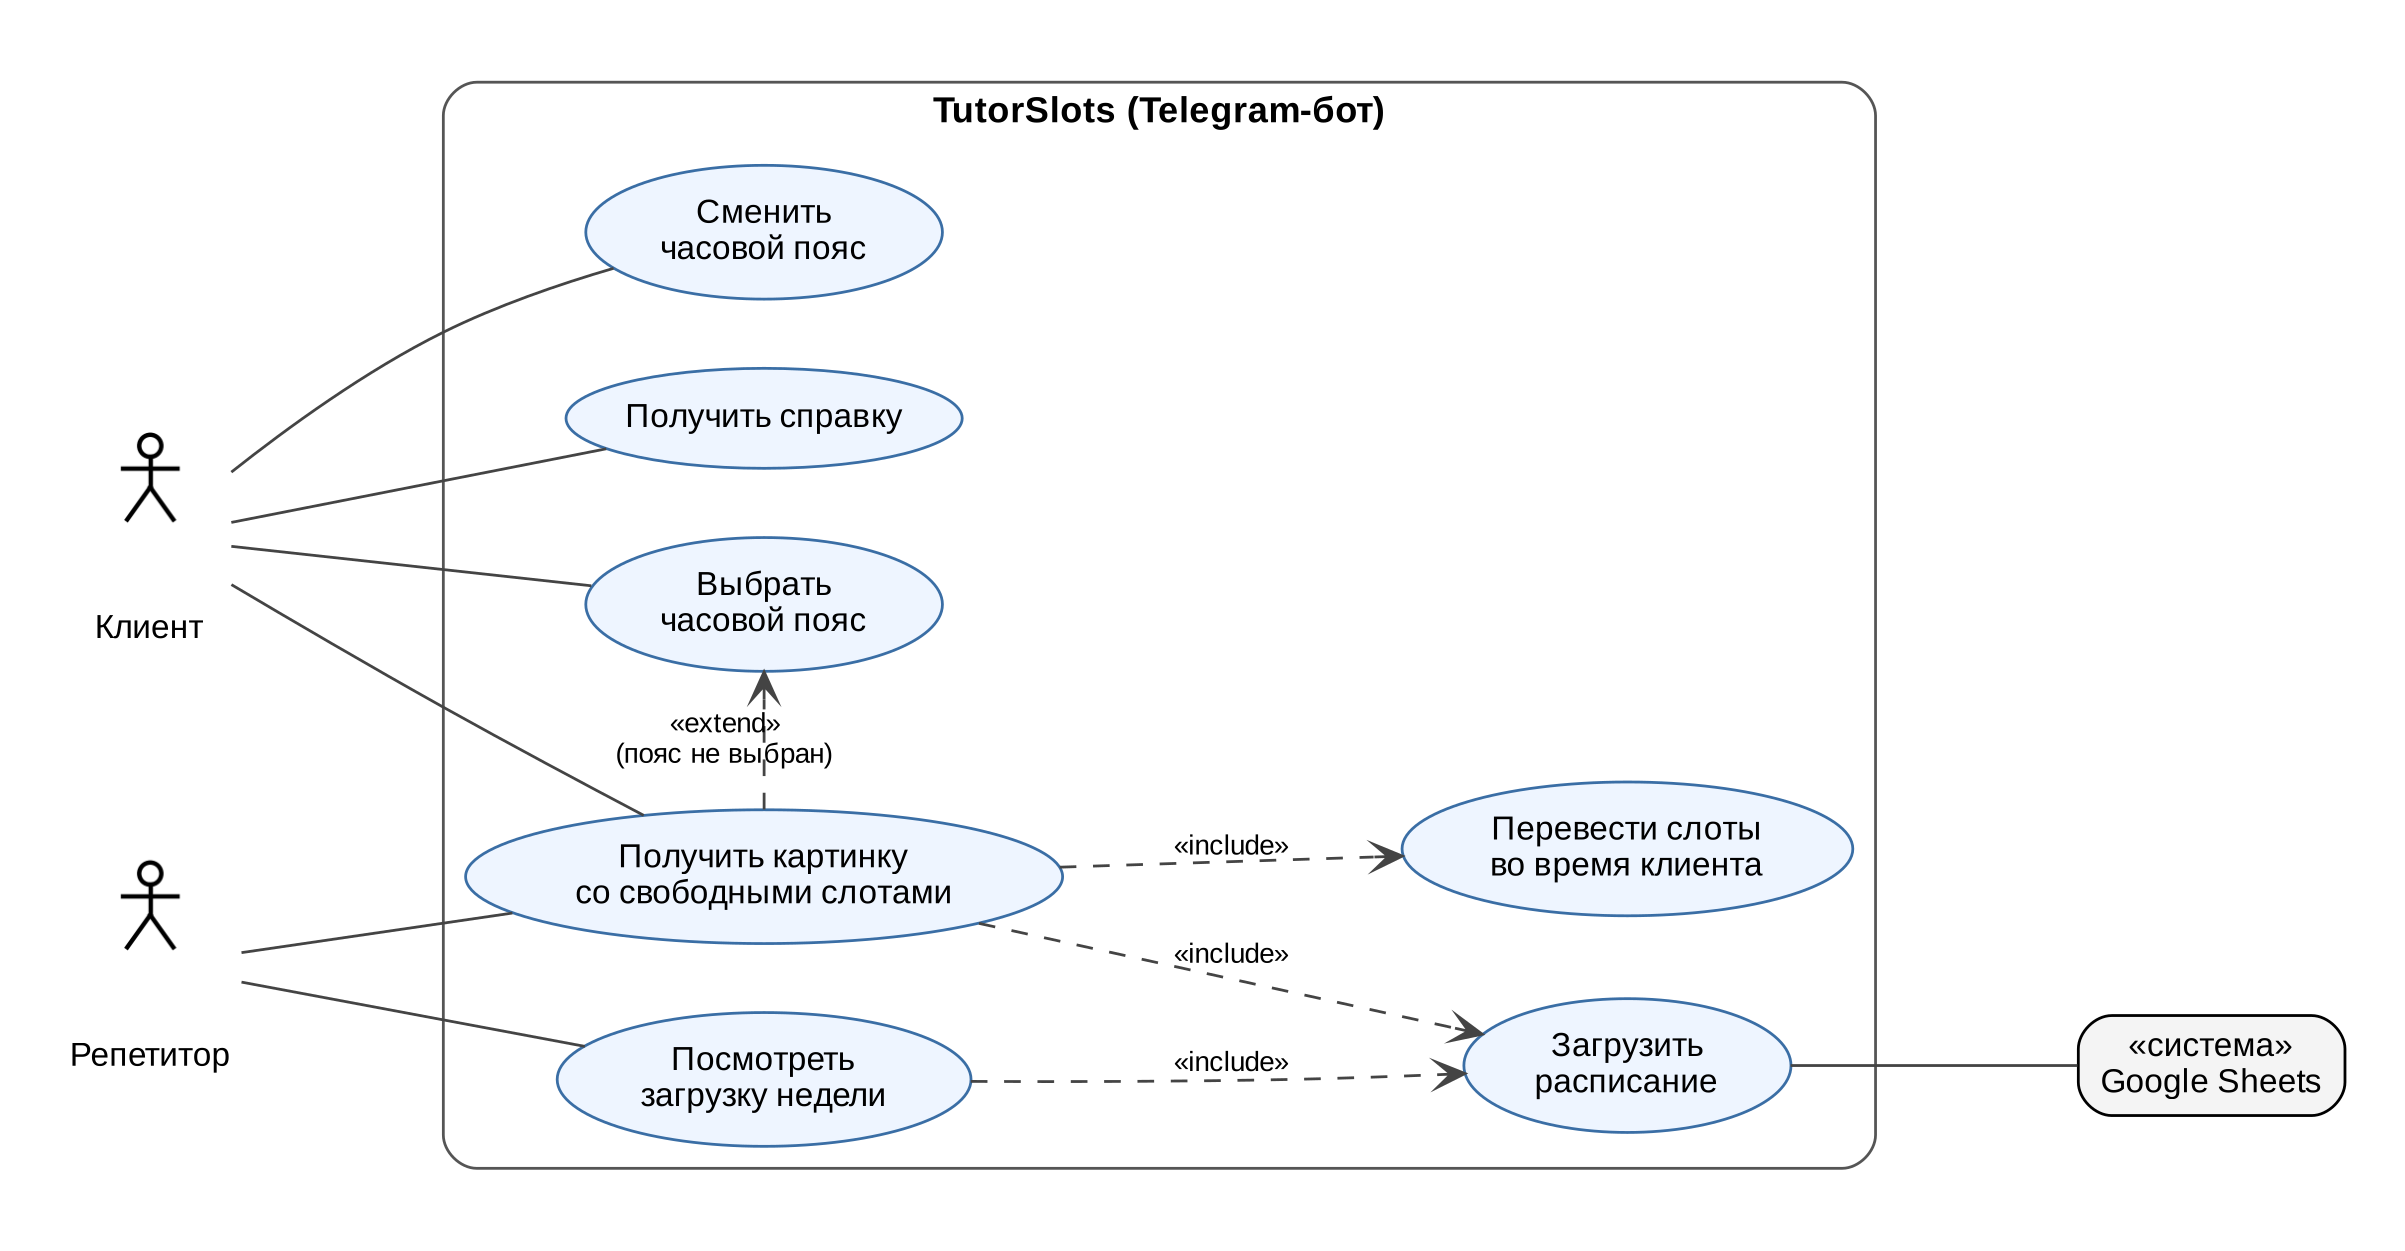 TutorSlots (Telegram-бот)
Сменить
часовой пояс
Получить справку
Выбрать
часовой пояс
Клиент
«extend»
(пояс не выбран)
Получить картинку
со свободными слотами
«include»
Перевести слоты
во время клиента
«include»
Репетитор
Посмотреть
загрузку недели
«include»
Загрузить
расписание
«система»
Google Sheets